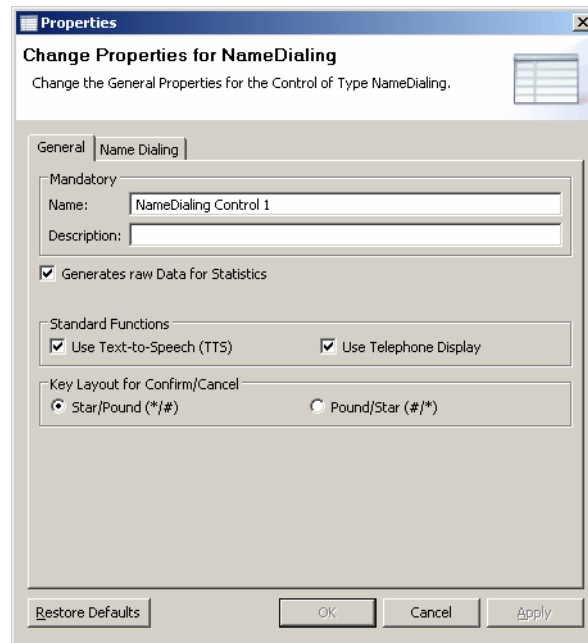 Properties
Change Properties for NameDialing
Change the General Properties for the Control of Type NameDialing.
General Name Dialing
Mandatory
Name: NameDialing Control 1
Description:
Generates raw Data for Statistics
Standard Functions
Use Text-to-Speech (TTS) Use Telephone Display
Key Layout for Confirm/Cancel
Star/Pound (*/#) Pound/Star (#/*)
Restore Defaults OK Cancel Apply